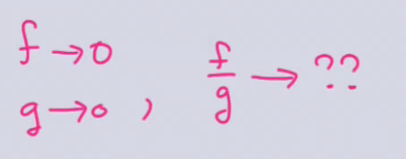 f → 0
g → 0 , f/g → ??